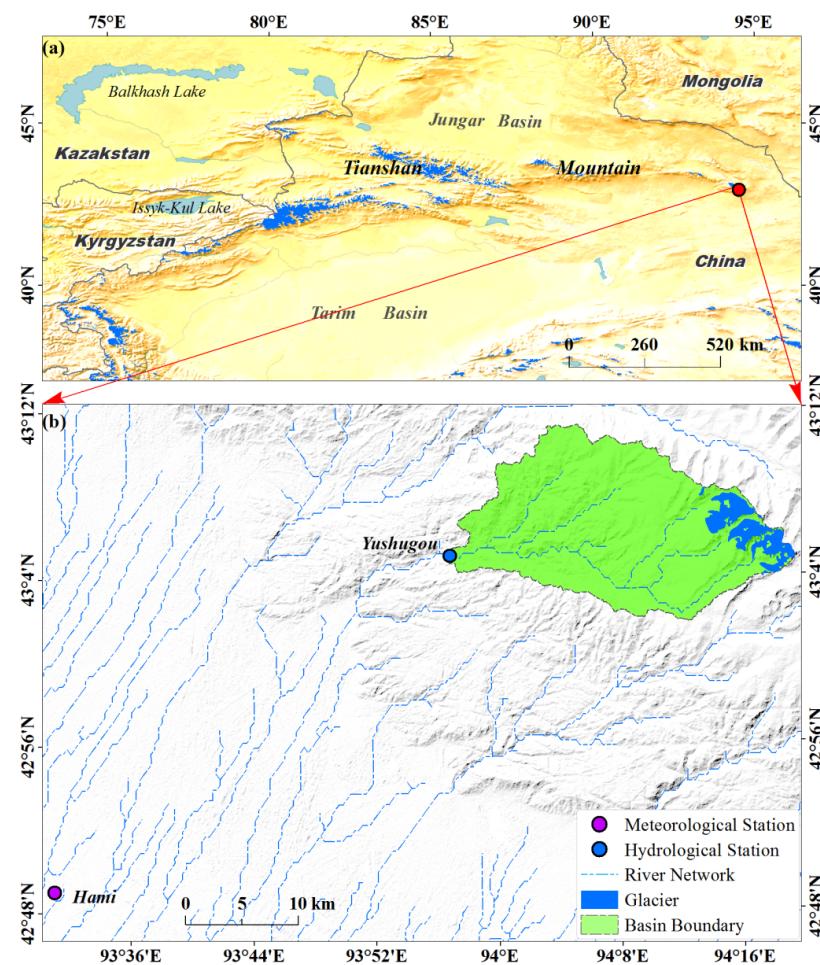 75°E 80°E 85°E 90°E 95°E
(a)
Mongolia
Balkhash Lake
45°N
45°N
Jungar Basin
Kazakstan
Tianshan Mountain
Issyk-Kul Lake
Kyrgyzstan
China
40°N
40°N
Tarim Basin
0 260 520 km
43°12'N
43°12'N
(b)
Yushugou
43°4'N
43°4'N
42°56'N
42°56'N
Meteorological Station
Hydrological Station
River Network
Glacier
Basin Boundary
Hami
0 5 10 km
42°48'N
42°48'N
93°36'E 93°44'E 93°52'E 94°E 94°8'E 94°16'E